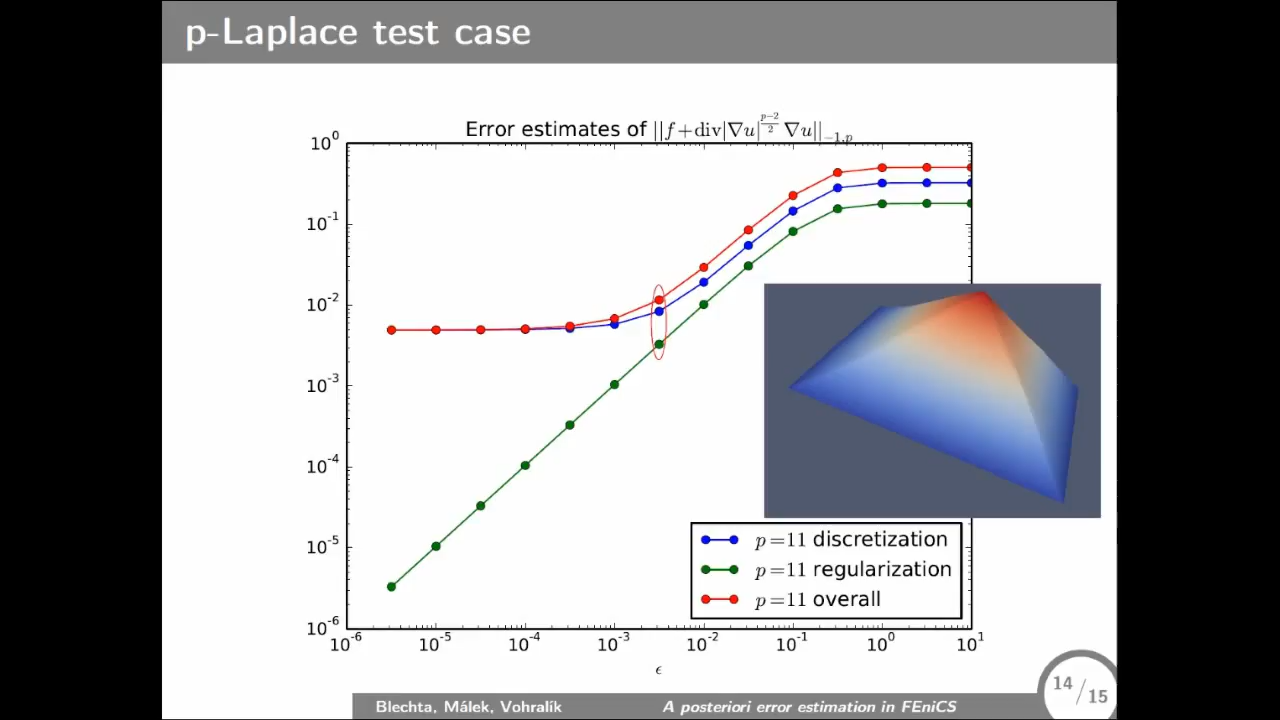 p-Laplace test case
Error estimates of ||f+div|∇u|^{\frac{p-2}{2}}∇u||_{-1,p}
10^0
10^{-1}
10^{-2}
10^{-3}
10^{-4}
10^{-5}
10^{-6}
p=11 discretization
p=11 regularization
p=11 overall
10^{-6} 10^{-5} 10^{-4} 10^{-3} 10^{-2} 10^{-1} 10^0 10^1
ϵ
14/15
Blechta, Málek, Vohralík A posteriori error estimation in FEniCS